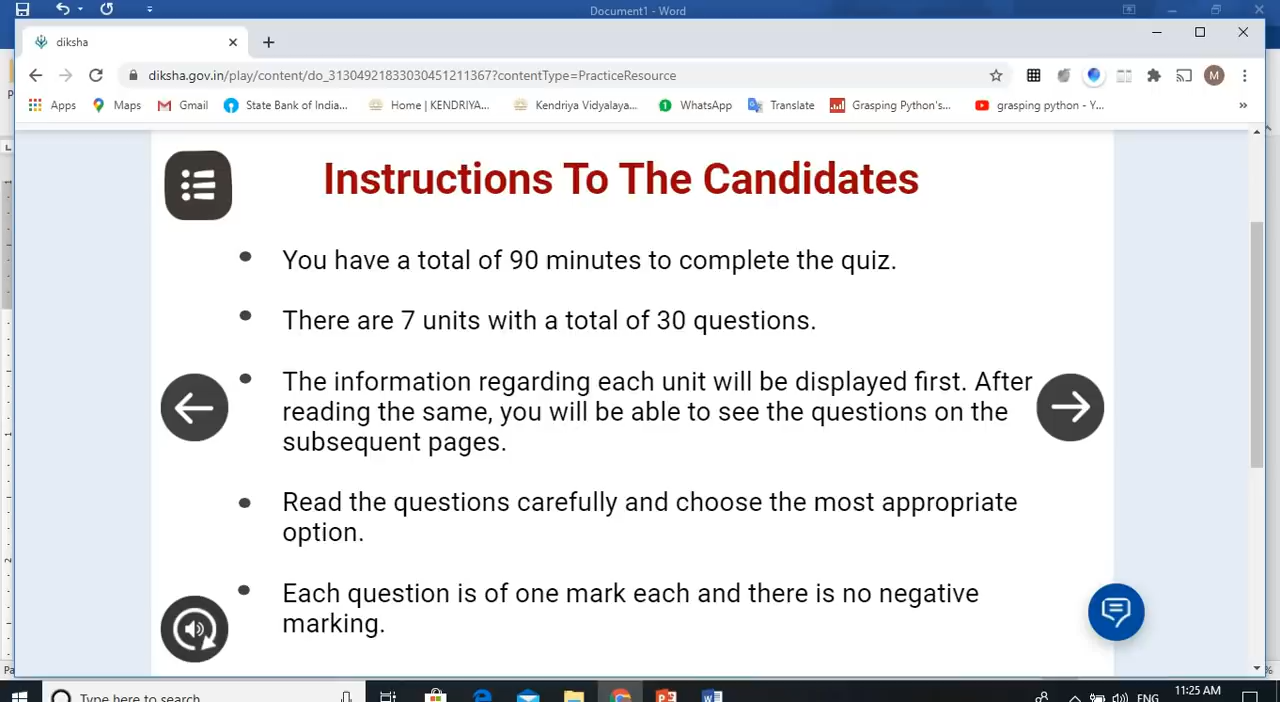 Document1 - Word
diksha
diksha.gov.in/play/content/do_31304921833030451211367?contentType=PracticeResource
M
Apps Maps Gmail State Bank of India... Home | KENDRIYA... Kendriya Vidyalaya... 1 WhatsApp Translate Grasping Python's... grasping python - Y... »
Instructions To The Candidates
You have a total of 90 minutes to complete the quiz.
There are 7 units with a total of 30 questions.
The information regarding each unit will be displayed first. After
reading the same, you will be able to see the questions on the
subsequent pages.
Read the questions carefully and choose the most appropriate
option.
Each question is of one mark each and there is no negative
marking.
Type here to search
ENG
11:25 AM